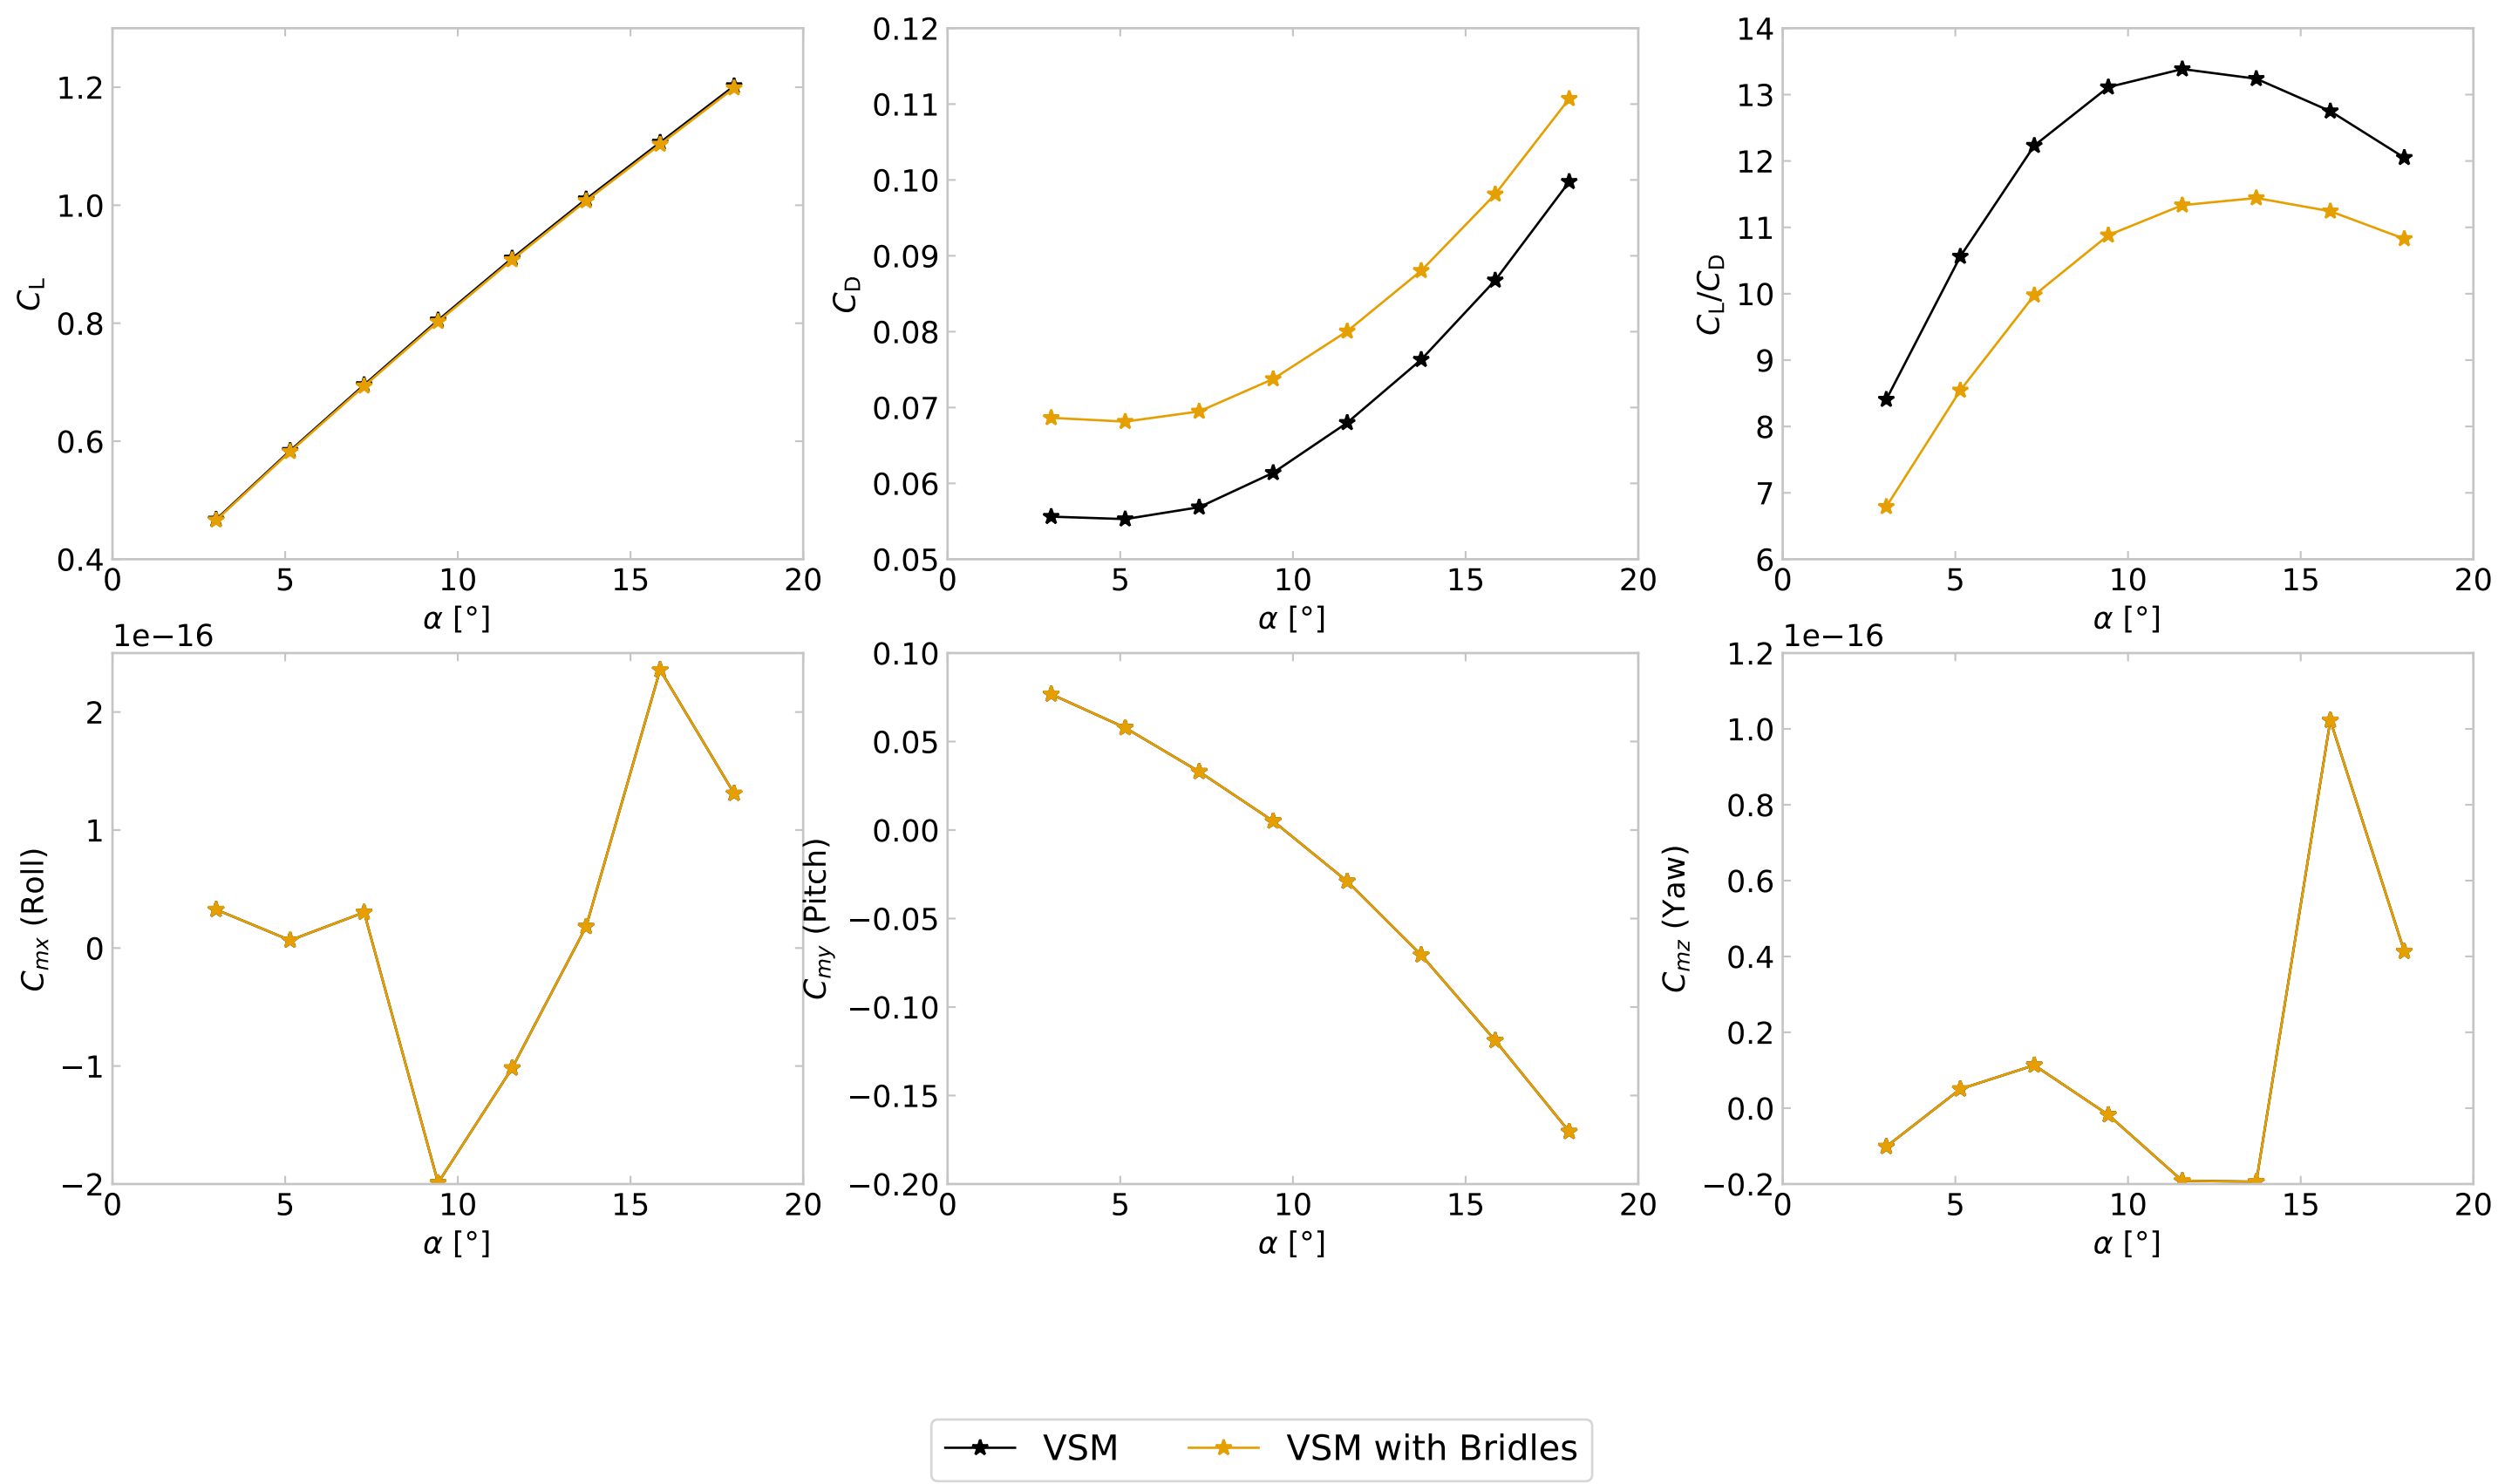 0.4
0.6
0.8
1.0
1.2
0 5 10 15 20
C_L
α [°]
0.05
0.06
0.07
0.08
0.09
0.10
0.11
0.12
0 5 10 15 20
C_D
α [°]
6
7
8
9
10
11
12
13
14
0 5 10 15 20
C_L/C_D
α [°]
1e−16
−2
−1
0
1
2
0 5 10 15 20
C_mx (Roll)
α [°]
−0.20
−0.15
−0.10
−0.05
0.00
0.05
0.10
0 5 10 15 20
C_my (Pitch)
α [°]
1e−16
−0.2
0.0
0.2
0.4
0.6
0.8
1.0
1.2
0 5 10 15 20
C_mz (Yaw)
α [°]
VSM VSM with Bridles